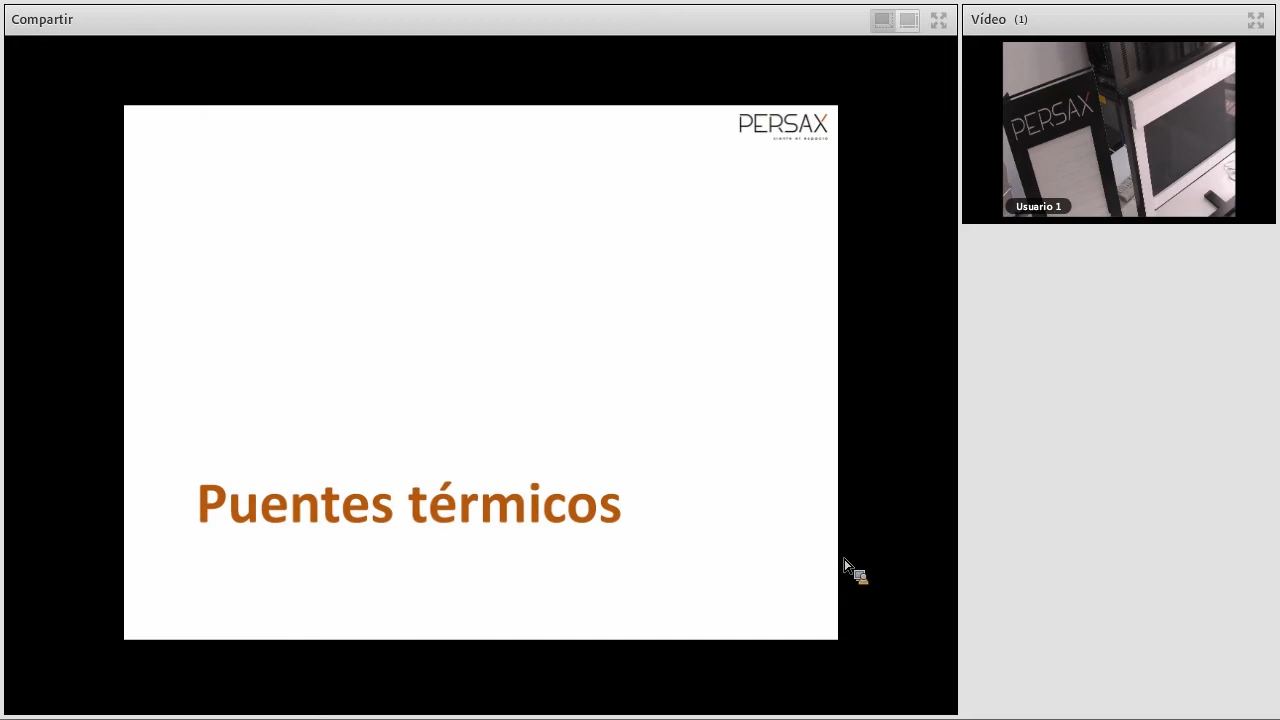 Compartir
Vídeo (1)
PERSAX
PERSAX
Usuario 1
Puentes térmicos